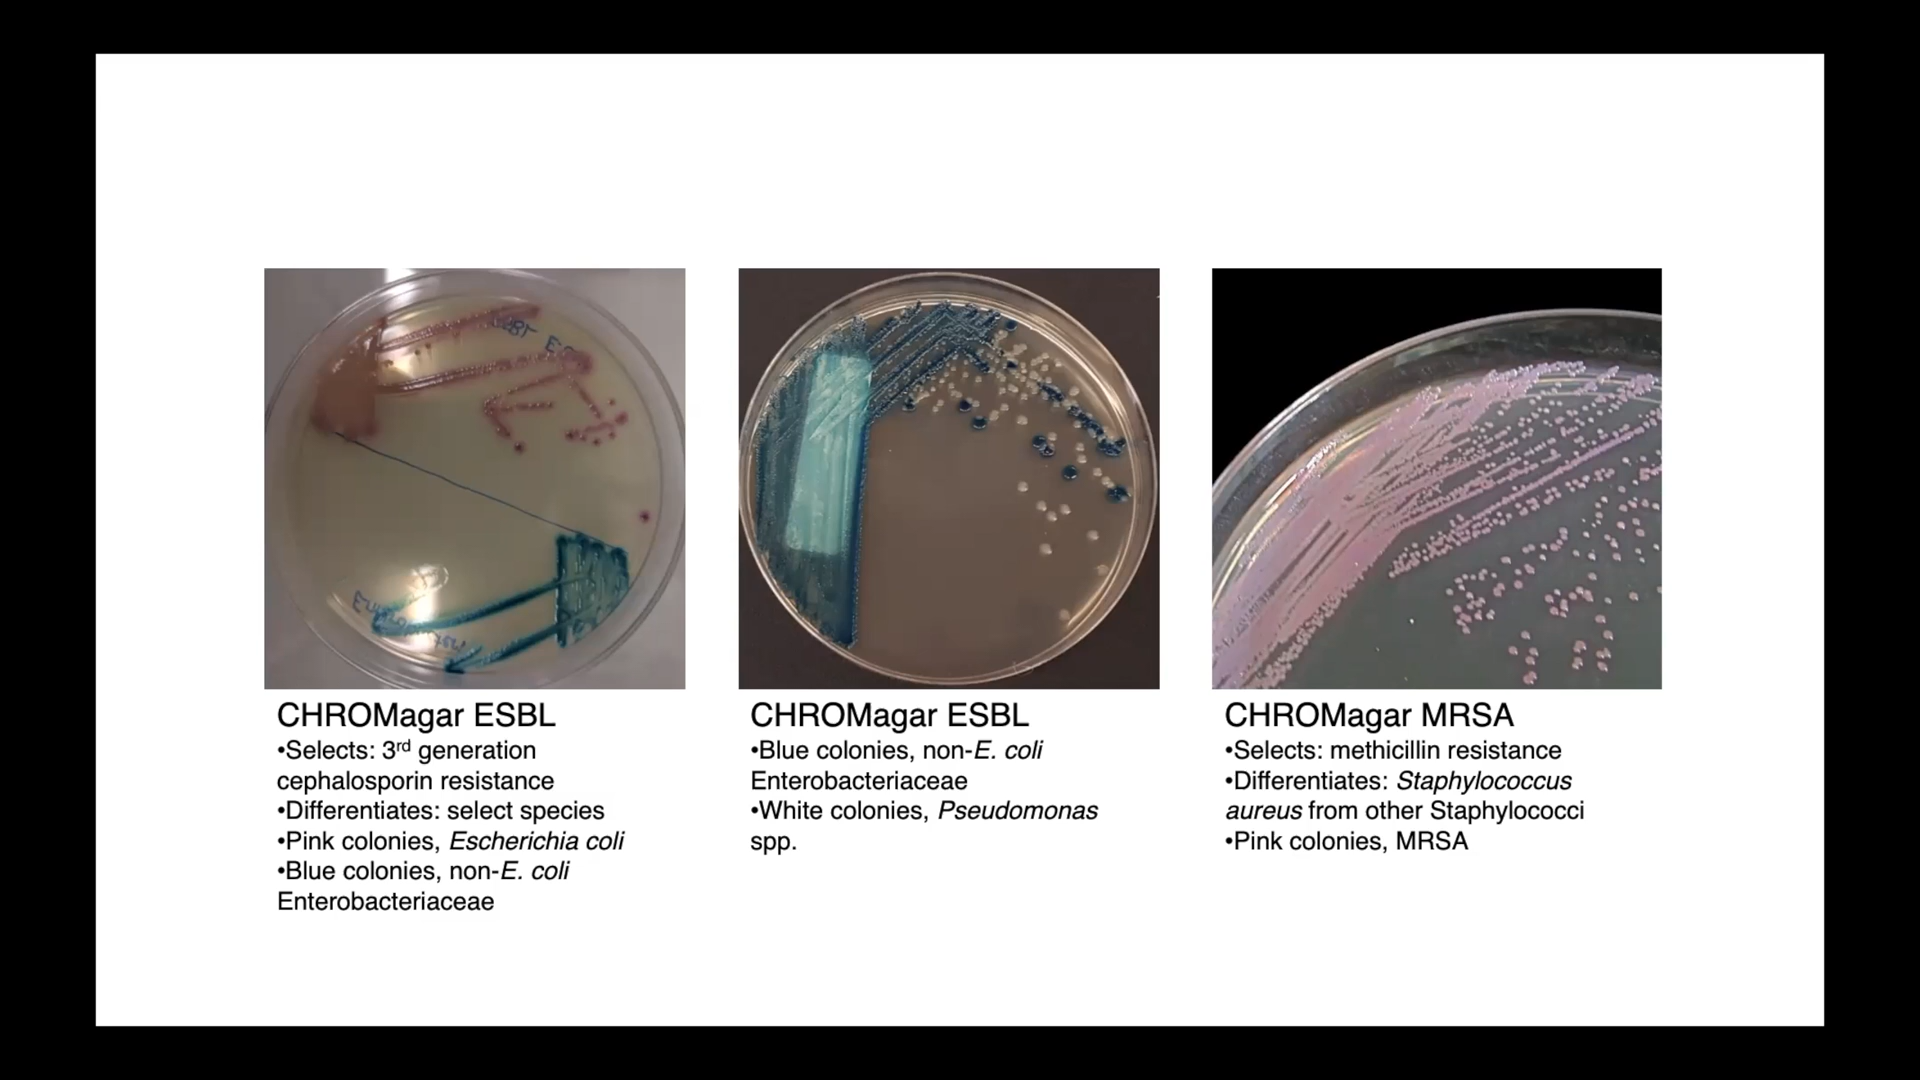 CHROMagar ESBL
•Selects: 3rd generation
cephalosporin resistance
•Differentiates: select species
•Pink colonies, Escherichia coli
•Blue colonies, non-E. coli
Enterobacteriaceae
CHROMagar ESBL
•Blue colonies, non-E. coli
Enterobacteriaceae
•White colonies, Pseudomonas
spp.
CHROMagar MRSA
•Selects: methicillin resistance
•Differentiates: Staphylococcus
aureus from other Staphylococci
•Pink colonies, MRSA